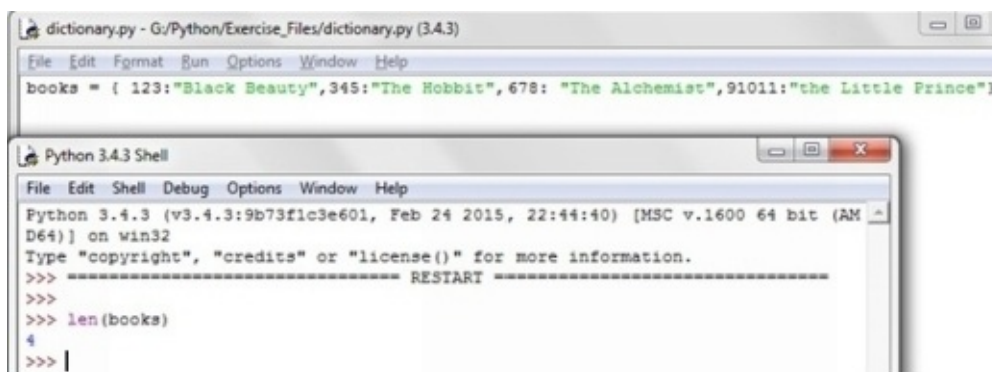 dictionary.py - G:/Python/Exercise_Files/dictionary.py (3.4.3)
File Edit Format Run Options Window Help
books = { 123:"Black Beauty",345:"The Hobbit",678: "The Alchemist",91011:"the Little Prince"}
Python 3.4.3 Shell
File Edit Shell Debug Options Window Help
Python 3.4.3 (v3.4.3:9b73f1c3e601, Feb 24 2015, 22:44:40) [MSC v.1600 64 bit (AM
D64)] on win32
Type "copyright", "credits" or "license()" for more information.
>>> ================================ RESTART ================================
>>>
>>> len(books)
4
>>>